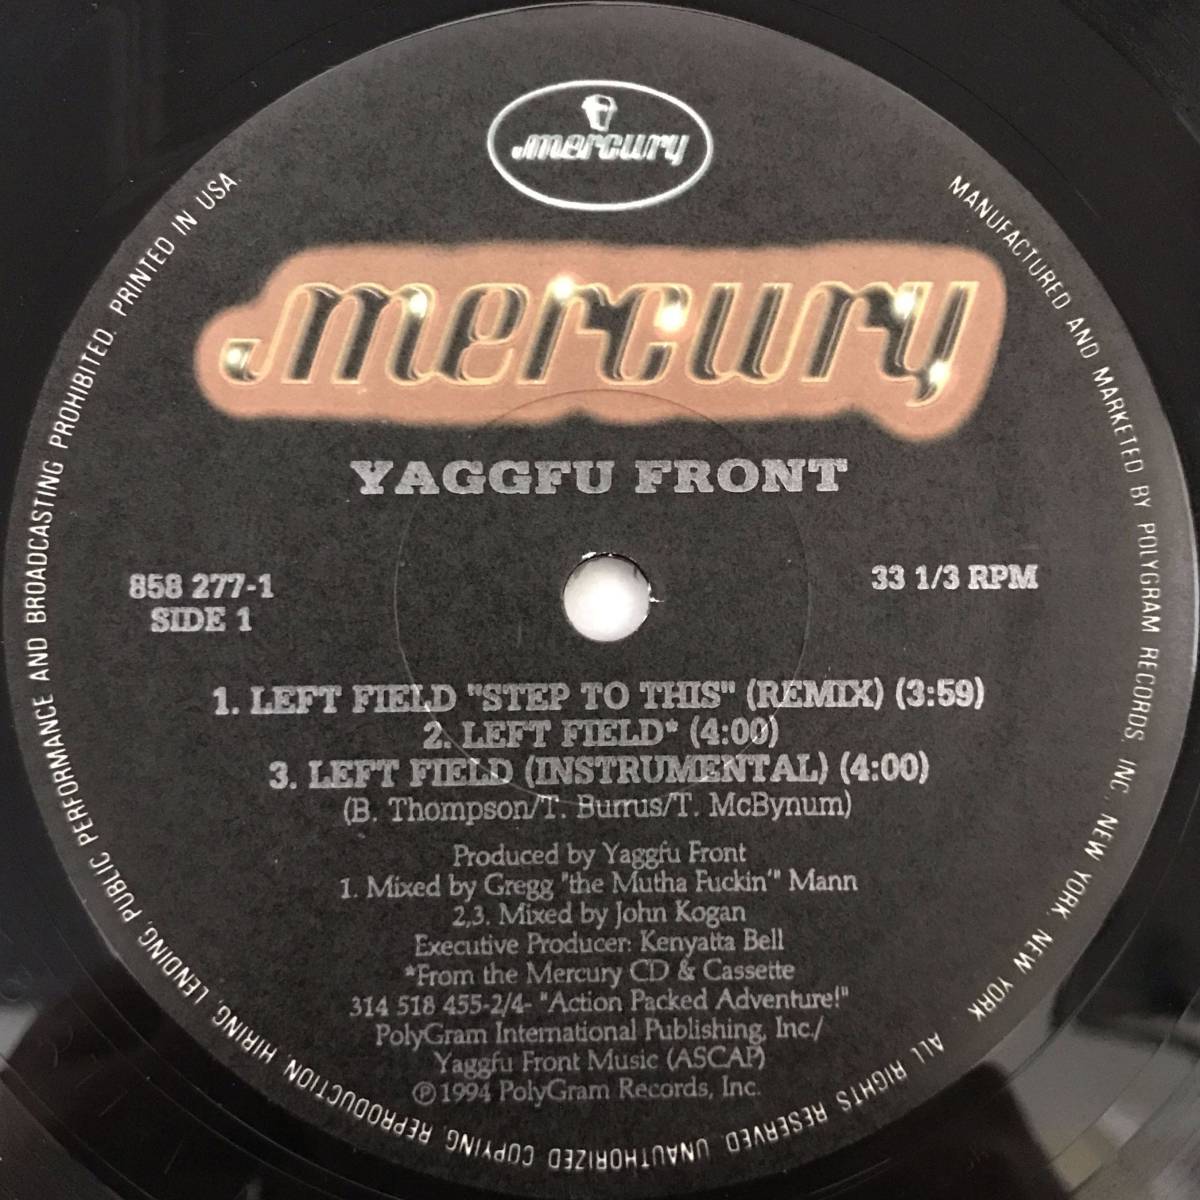 mercury
mercury
YAGGFU FRONT
858 277-1
SIDE 1
33 1/3 RPM
1. LEFT FIELD "STEP TO THIS" (REMIX) (3:59)
2. LEFT FIELD* (4:00)
3. LEFT FIELD (INSTRUMENTAL) (4:00)
(B. Thompson/T. Burrus/T. McBynum)
Produced by Yaggfu Front
1. Mixed by Gregg "the Mutha Fuckin'" Mann
2,3. Mixed by John Kogan
Executive Producer: Kenyatta Bell
*From the Mercury CD & Cassette
314 518 455-2/4- "Action Packed Adventure!"
PolyGram International Publishing, Inc./
Yaggfu Front Music (ASCAP)
℗ 1994 PolyGram Records, Inc.
MANUFACTURED AND MARKETED BY POLYGRAM RECORDS, INC., NEW YORK, NEW YORK. ALL RIGHTS RESERVED. UNAUTHORIZED COPYING, REPRODUCTION, HIRING, LENDING, PUBLIC PERFORMANCE AND BROADCASTING PROHIBITED. PRINTED IN USA.